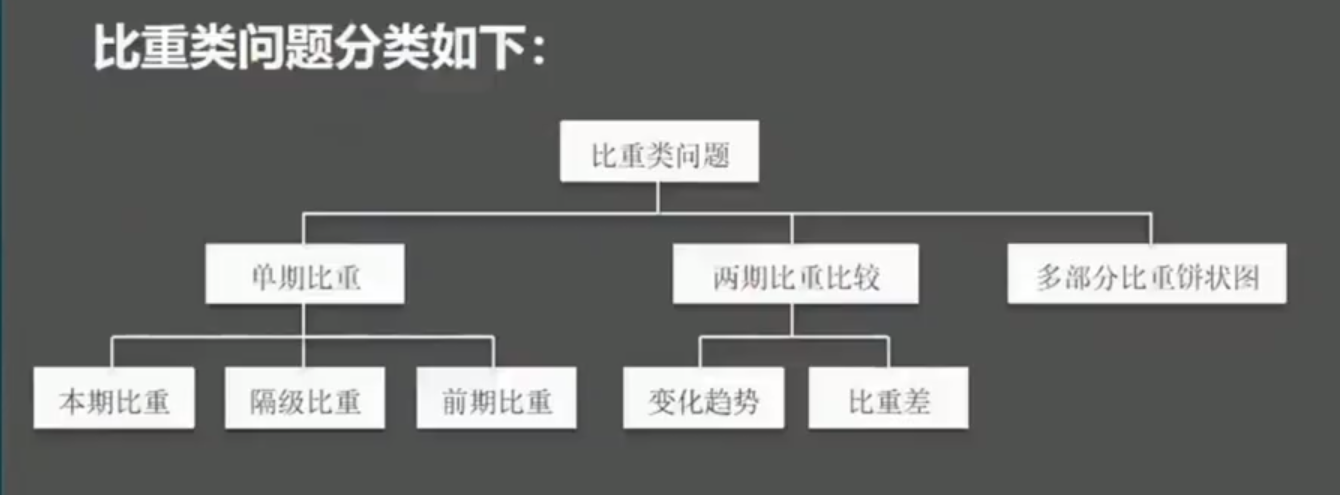 比重类问题分类如下：
比重类问题
单期比重
两期比重比较
多部分比重饼状图
本期比重
隔级比重
前期比重
变化趋势
比重差